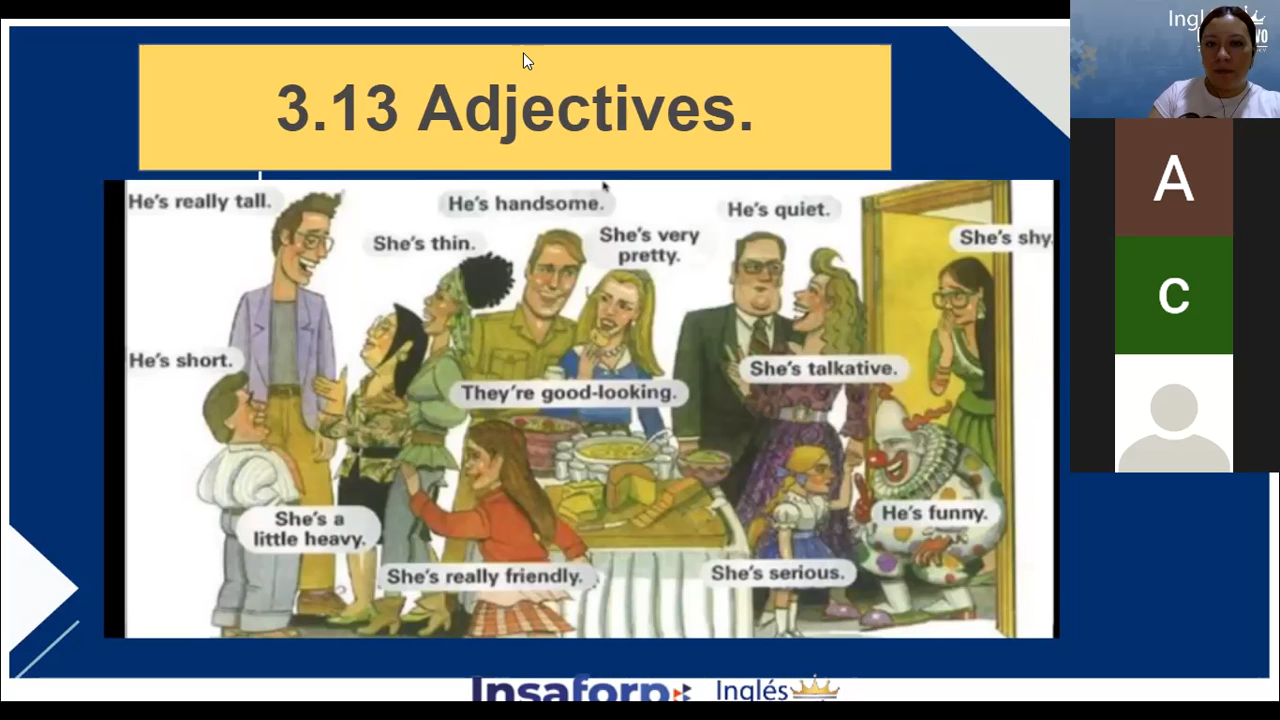 3.13 Adjectives.
He's really tall.
He's handsome.
He's quiet.
She's thin.
She's very
pretty.
She's shy.
He's short.
They're good-looking.
She's talkative.
She's a
little heavy.
He's funny.
She's really friendly.
She's serious.
Insaforp
Inglés
A
C